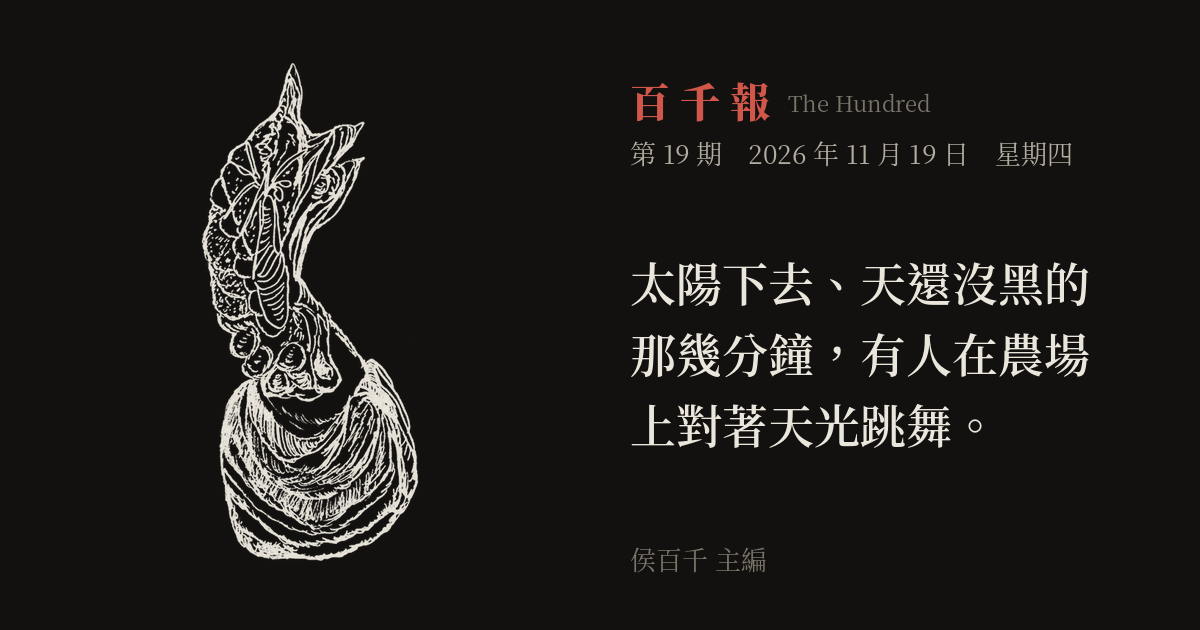 百千報 The Hundred
第 19 期 2026 年 11 月 19 日 星期四
太陽下去、天還沒黑的
那幾分鐘，有人在農場
上對著天光跳舞。
侯百千 主編